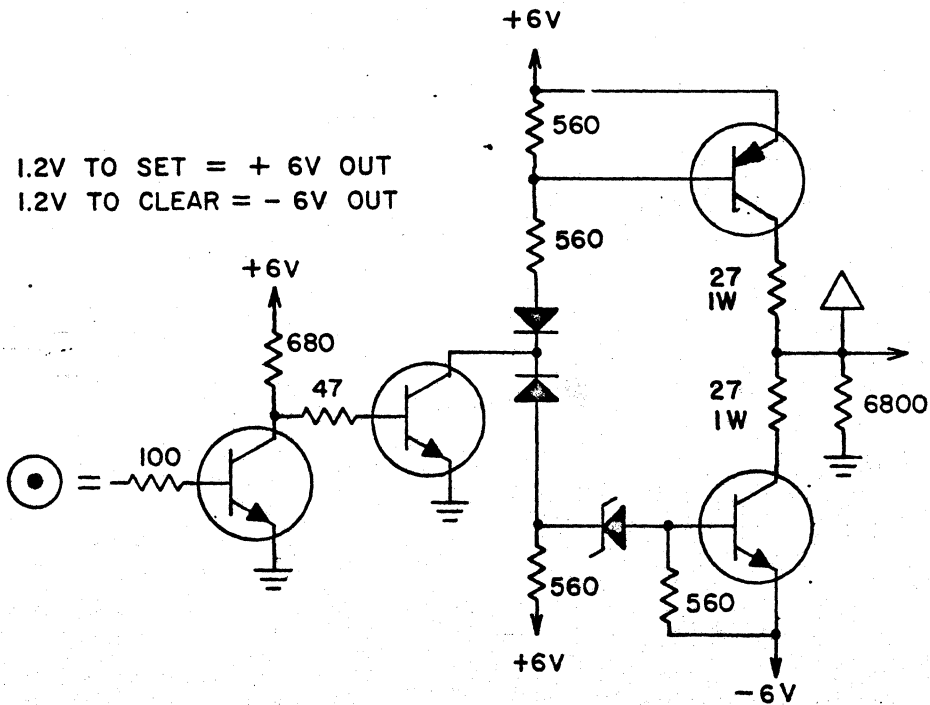 +6V
560
1.2V TO SET = + 6V OUT
1.2V TO CLEAR = - 6V OUT
560
+6V
680
27
1W
47
27
1W
6800
100
=
560
560
+6V
-6V